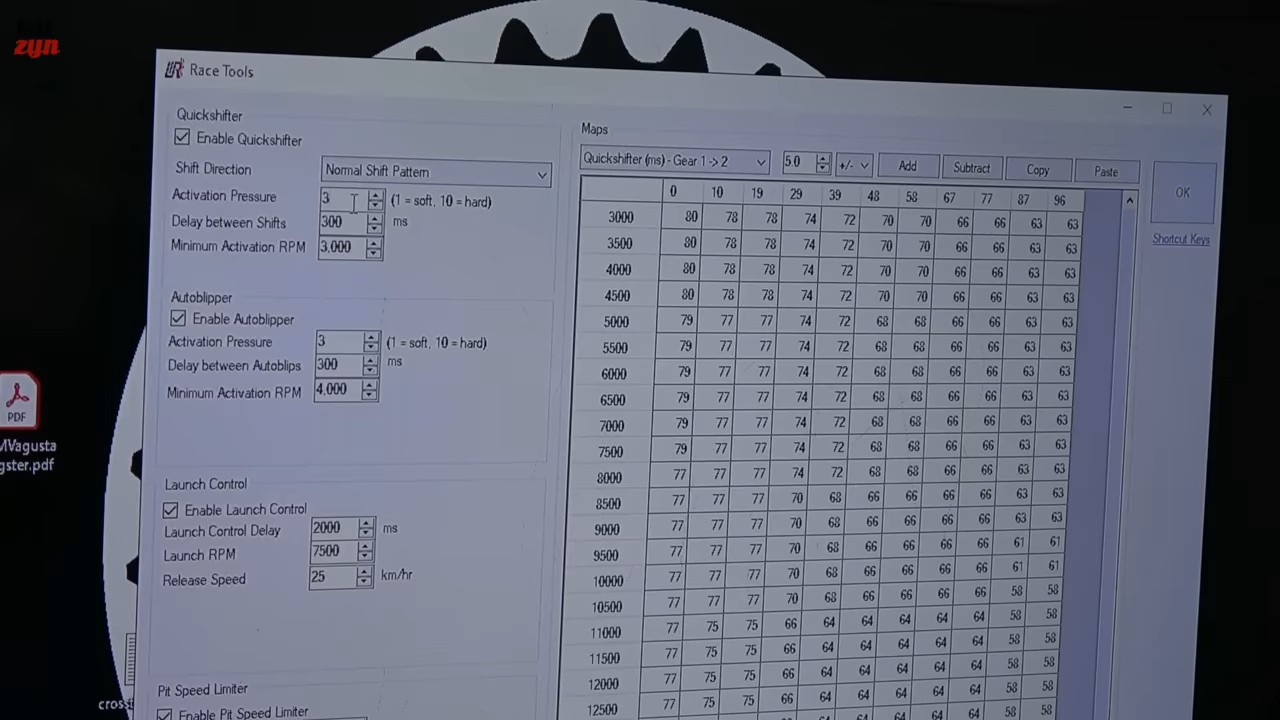 zyn
Race Tools
Quickshifter
Enable Quickshifter
Shift Direction Normal Shift Pattern
Activation Pressure 3 (1 = soft, 10 = hard)
Delay between Shifts 300 ms
Minimum Activation RPM 3,000
Autoblipper
Enable Autoblipper
Activation Pressure 3 (1 = soft, 10 = hard)
Delay between Autoblips 300 ms
Minimum Activation RPM 4,000
Launch Control
Enable Launch Control
Launch Control Delay 2000 ms
Launch RPM 7500
Release Speed 25 km/hr
Pit Speed Limiter
Enable Pit Speed Limiter
Maps
Quickshifter (ms) - Gear 1 -> 2 5.0 +/- Add Subtract Copy Paste
OK
Shortcut Keys
0 10 19 29 39 48 58 67 77 87 96
3000 80 78 78 74 72 70 70 66 66 63 63
3500 80 78 78 74 72 70 70 66 66 63 63
4000 80 78 78 74 72 70 70 66 66 63 63
4500 80 78 78 74 72 70 70 66 66 63 63
5000 79 77 77 74 72 68 68 66 66 63 63
5500 79 77 77 74 72 68 68 66 66 63 63
6000 79 77 77 74 72 68 68 66 66 63 63
6500 79 77 77 74 72 68 68 66 66 63 63
7000 79 77 77 74 72 68 68 66 66 63 63
7500 79 77 77 74 72 68 68 66 66 63 63
8000 77 77 77 74 72 68 68 66 66 63 63
8500 77 77 77 70 68 66 66 66 66 63 63
9000 77 77 77 70 68 66 66 66 66 63 63
9500 77 77 77 70 68 66 66 66 66 61 61
10000 77 77 77 70 68 66 66 66 66 61 61
10500 77 77 77 70 68 66 66 66 66 58 58
11000 77 75 75 66 64 64 64 64 64 58 58
11500 77 75 75 66 64 64 64 64 64 58 58
12000 77 75 75 66 64 64 64 64 64 58 58
12500 77 75 75 66 64 64 64 64 64 58 58
PDF
MVagusta
gster.pdf
cross